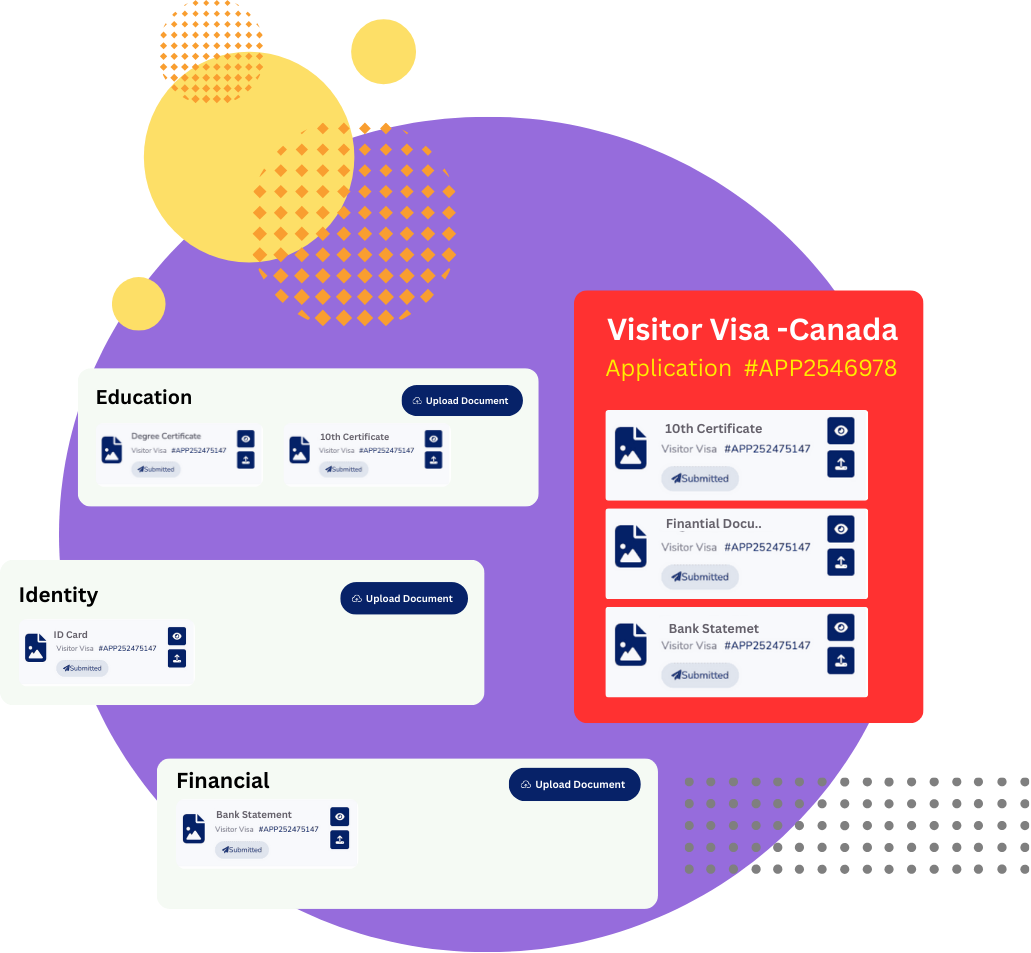 Visitor Visa -Canada
Application #APP2546978
10th Certificate
Visitor Visa #APP252475147
Submitted
Finantial Docu..
Visitor Visa #APP252475147
Submitted
Bank Statemet
Visitor Visa #APP252475147
Submitted
Education
Upload Document
Degree Certificate
Visitor Visa #APP252475147
Submitted
10th Certificate
Visitor Visa #APP252475147
Submitted
Identity
Upload Document
ID Card
Visitor Visa #APP252475147
Submitted
Financial
Upload Document
Bank Statement
Visitor Visa #APP252475147
Submitted